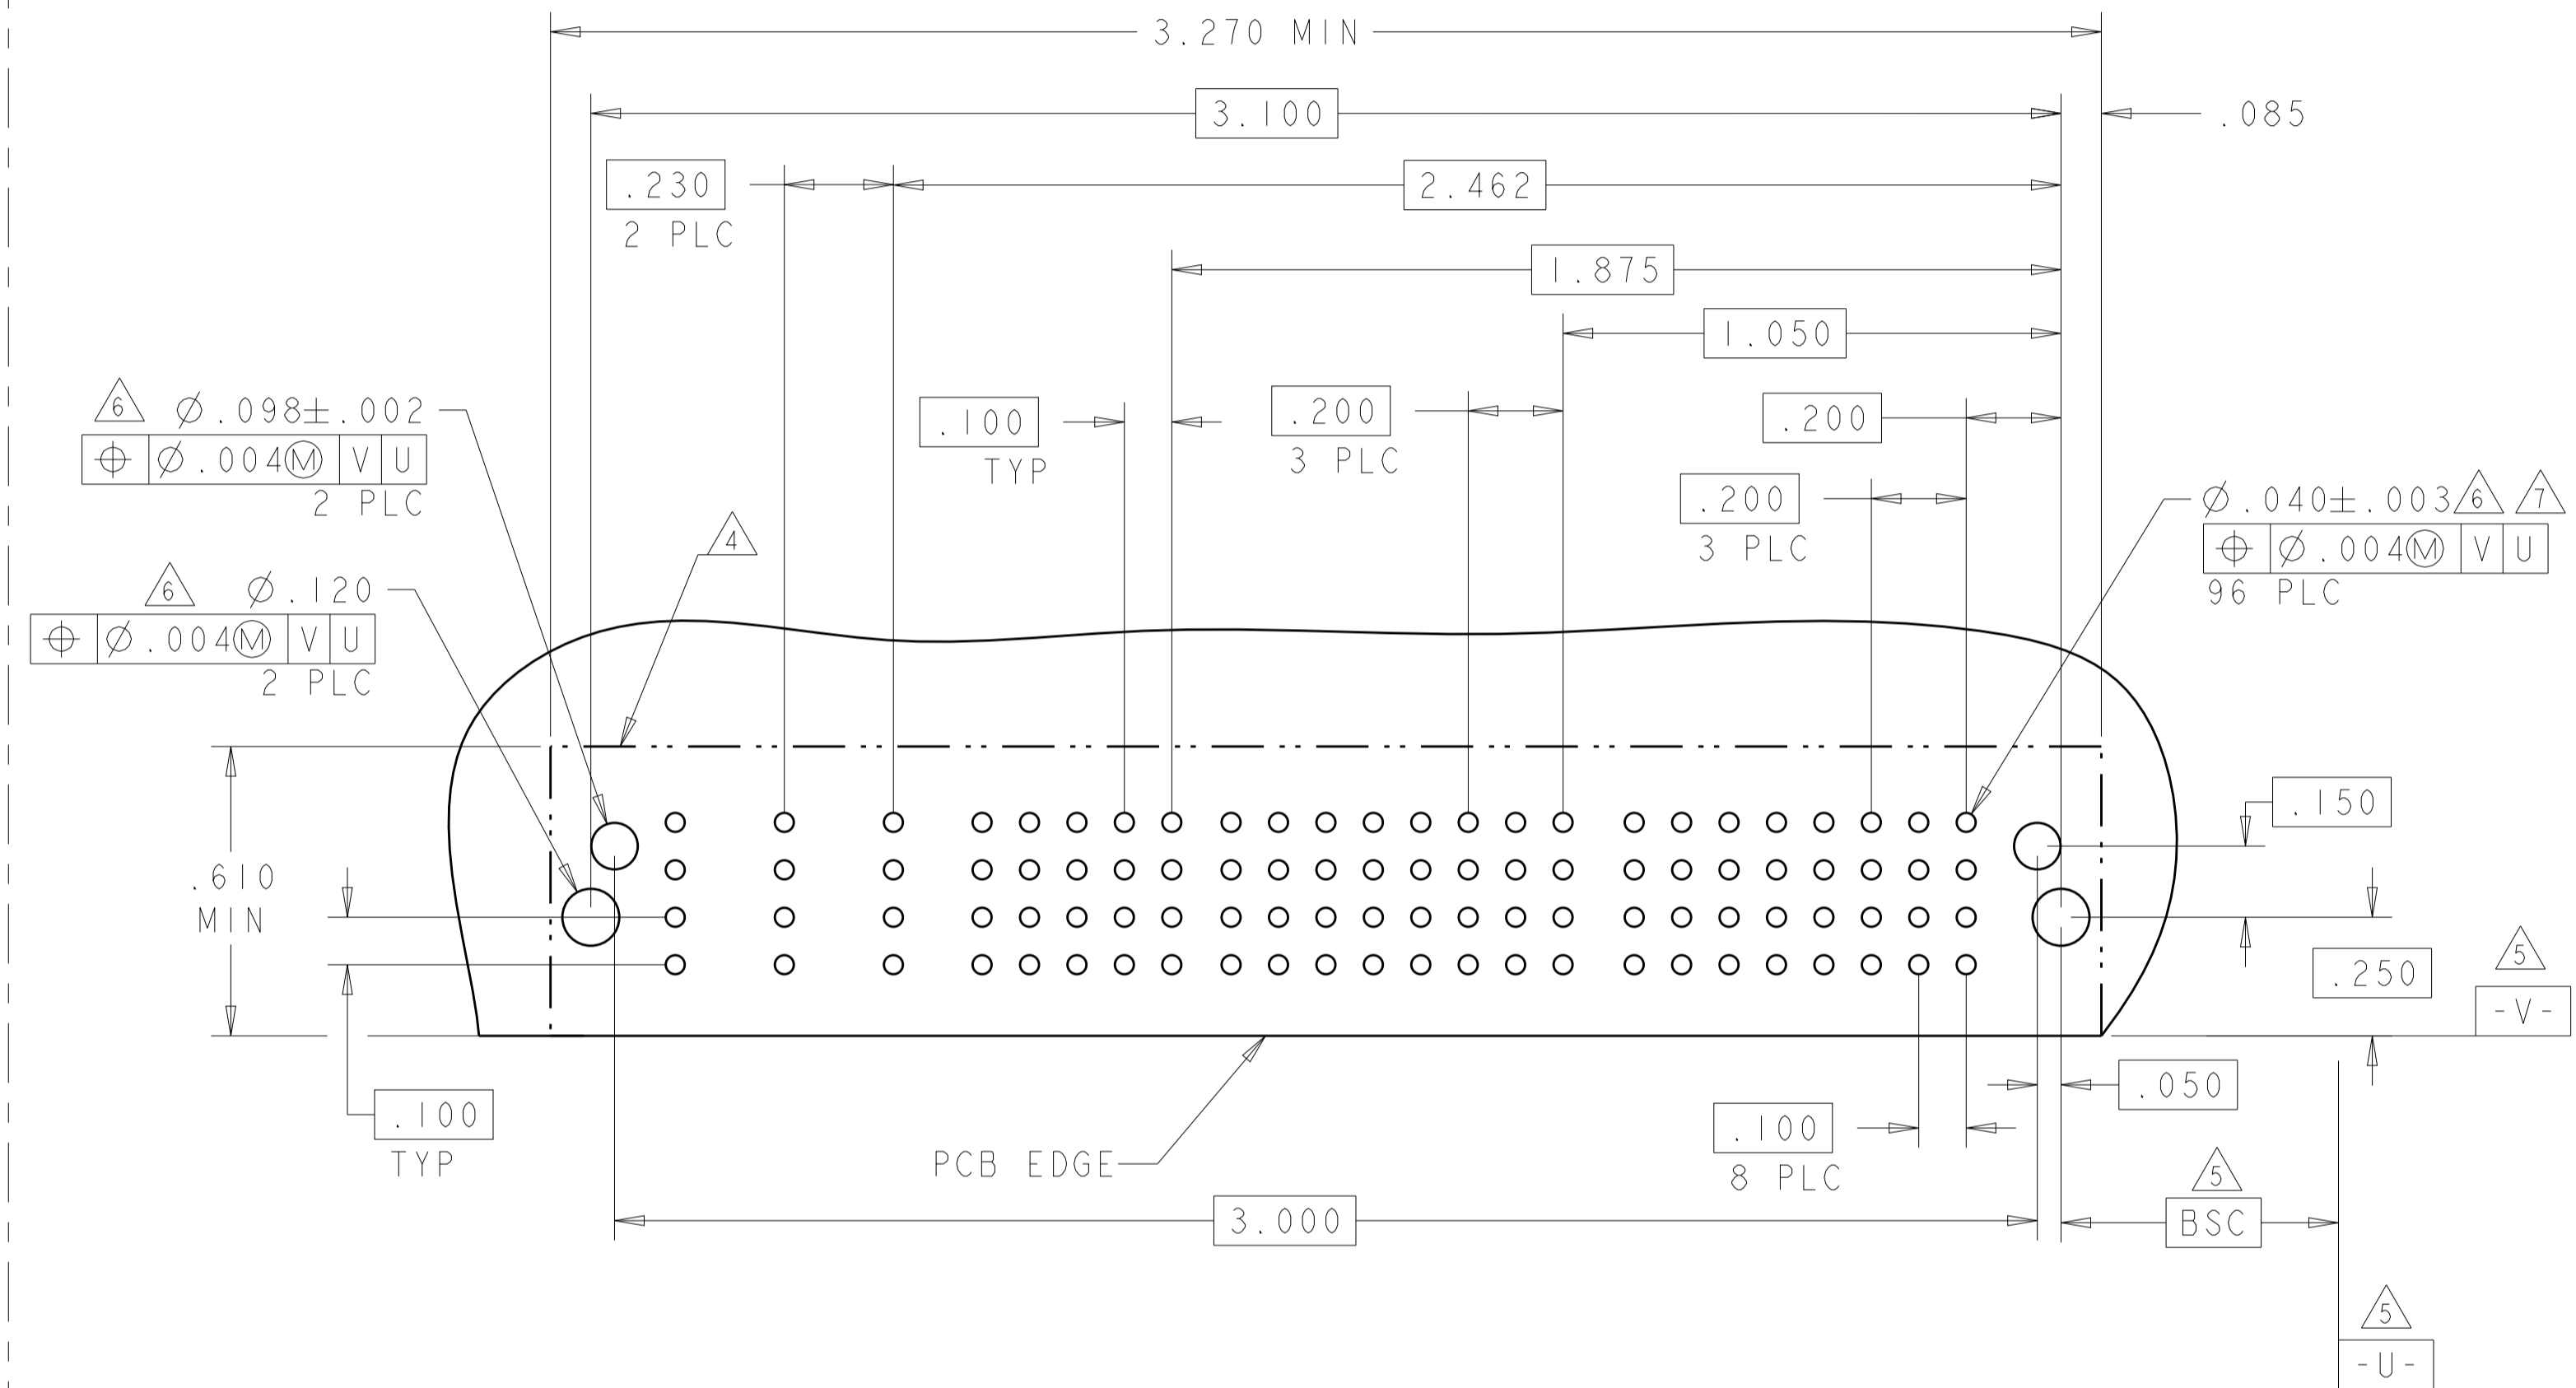 3.270 MIN
3.100
.085
.230
2 PLC
2.462
1.875
1.050
6 Ø.098±.002
⌖ Ø.004Ⓜ V U
2 PLC
.100
TYP
.200
3 PLC
.200
.200
3 PLC
Ø.040±.003 6 7
⌖ Ø.004Ⓜ V U
96 PLC
4
6 Ø.120
⌖ Ø.004Ⓜ V U
2 PLC
.610
MIN
.150
.250
5
-V-
.100
TYP
PCB EDGE
.050
.100
8 PLC
3.000
5
BSC
5
-U-